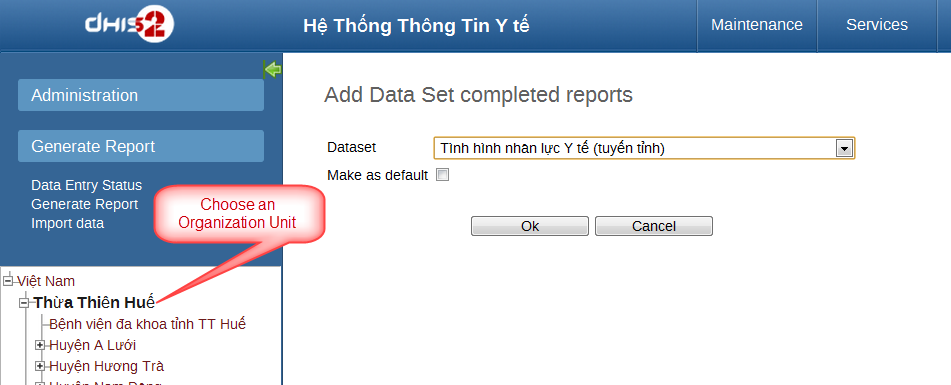 dhis2
Hệ Thống Thông Tin Y tế
Maintenance
Services
Administration
Generate Report
Data Entry Status
Generate Report
Import data
Choose an
Organization Unit
Việt Nam
Thừa Thiên Huế
Bệnh viện đa khoa tỉnh TT Huế
Huyện A Lưới
Huyện Hương Trà
Huyện Nam Đông
Add Data Set completed reports
Dataset
Tình hình nhân lực Y tế (tuyến tỉnh)
Make as default
Ok
Cancel